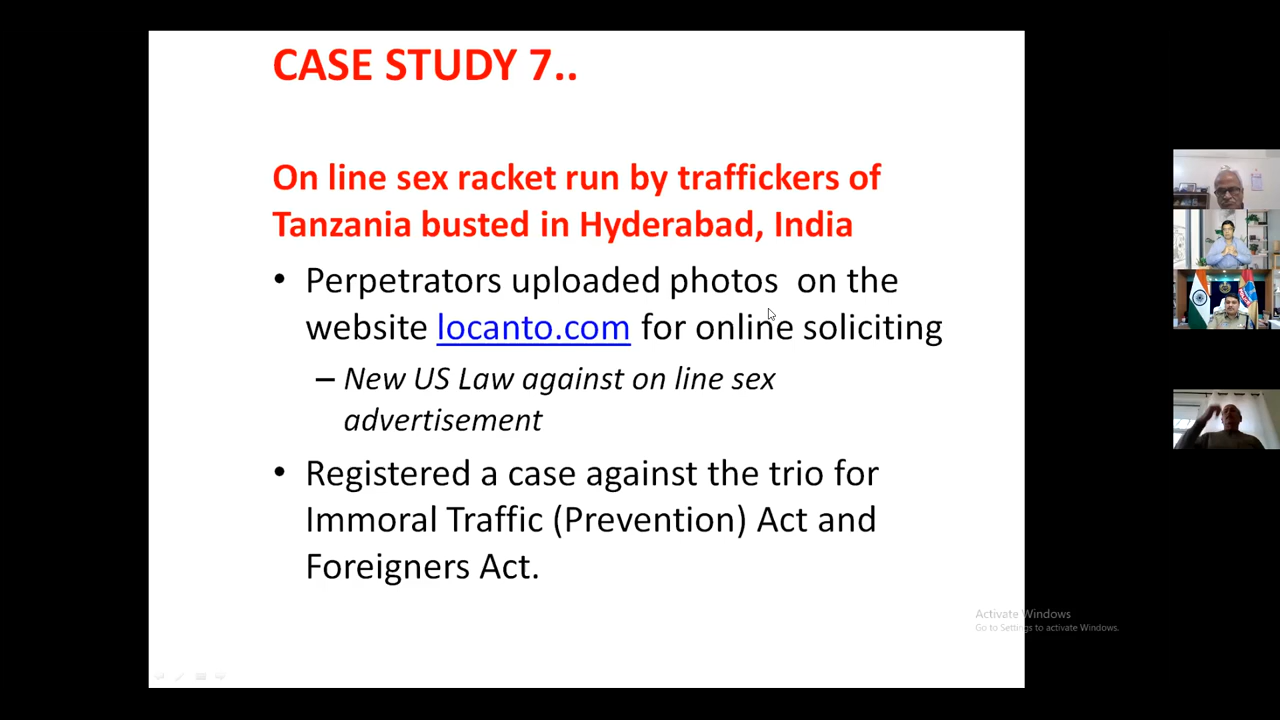 CASE STUDY 7..
On line sex racket run by traffickers of
Tanzania busted in Hyderabad, India
• Perpetrators uploaded photos on the
website locanto.com for online soliciting
– New US Law against on line sex
advertisement
• Registered a case against the trio for
Immoral Traffic (Prevention) Act and
Foreigners Act.
Activate Windows
Go to Settings to activate Windows.